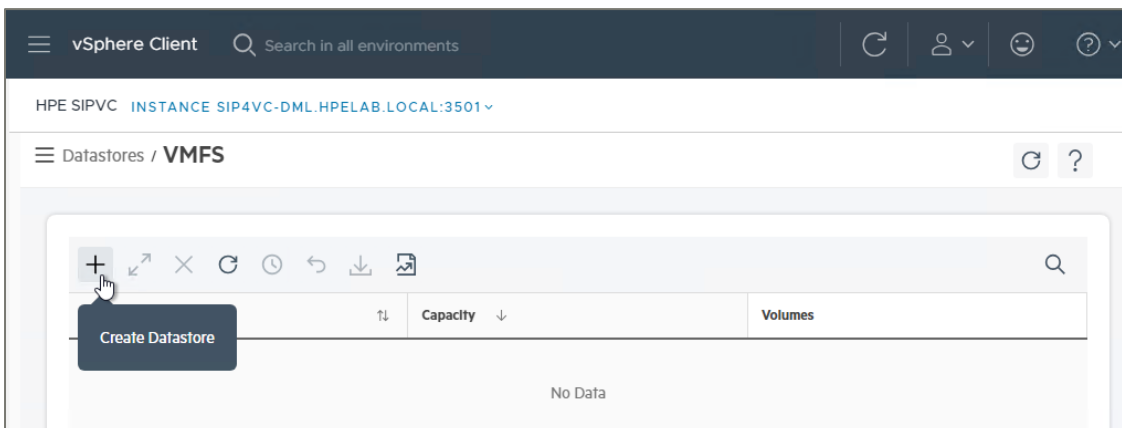 vSphere Client Search in all environments
HPE SIPVC INSTANCE SIP4VC-DML.HPELAB.LOCAL:3501
Datastores / VMFS
?
Capacity Volumes
Create Datastore
No Data